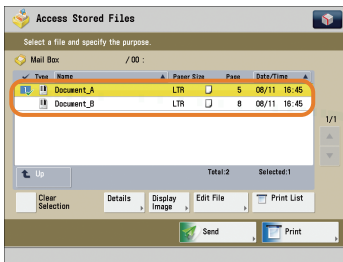 Access Stored Files
Select a file and specify the purpose.
Mail Box / 00 :
✓ Type Name ▲ Paper Size Page Date/Time ▲
1 Document_A LTR 5 08/11 16:45
Document_B LTR 8 08/11 16:45
1/1
Up Total:2 Selected:1
Clear Selection Details Display Image Edit File Print List
Send Print